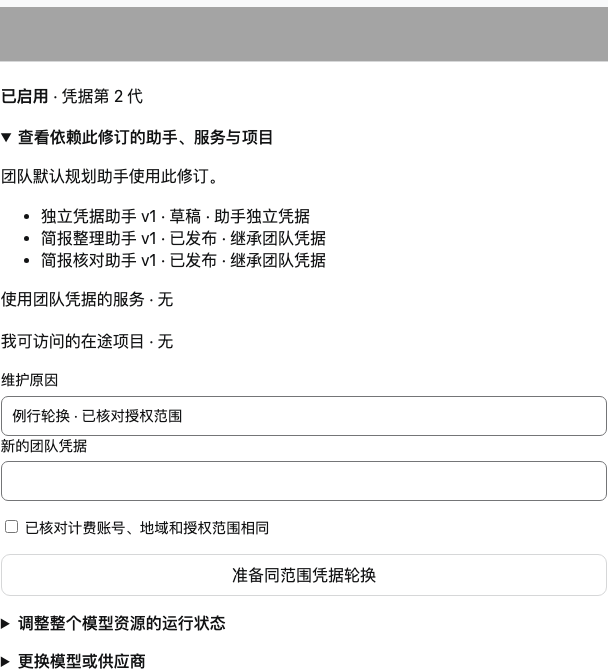 已启用 · 凭据第 2 代
查看依赖此修订的助手、服务与项目
团队默认规划助手使用此修订。
独立凭据助手 v1 · 草稿 · 助手独立凭据
简报整理助手 v1 · 已发布 · 继承团队凭据
简报核对助手 v1 · 已发布 · 继承团队凭据
使用团队凭据的服务 · 无
我可访问的在途项目 · 无
维护原因
例行轮换 · 已核对授权范围
新的团队凭据
已核对计费账号、地域和授权范围相同
准备同范围凭据轮换
调整整个模型资源的运行状态
更换模型或供应商